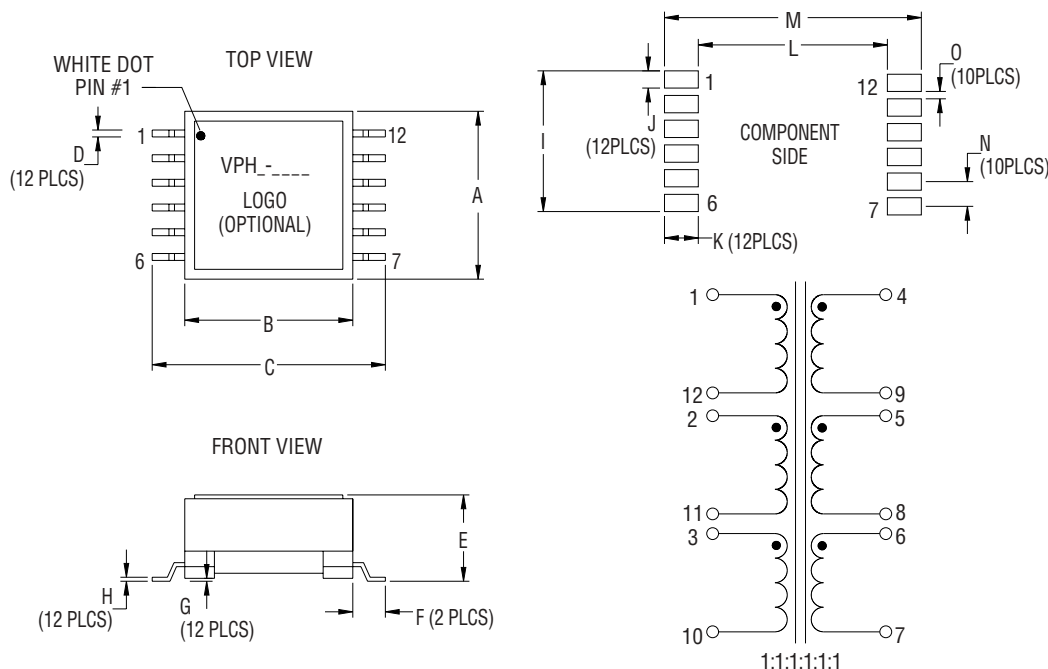 TOP VIEW
WHITE DOT
PIN #1
1
12
D
(12 PLCS)
VPH_-____
LOGO
(OPTIONAL)
A
6
7
B
C
FRONT VIEW
E
H
(12 PLCS)
G
(12 PLCS)
F (2 PLCS)
M
L
O
(10PLCS)
1
12
I
J
(12PLCS)
COMPONENT
SIDE
N
(10PLCS)
6
7
K (12PLCS)
1
4
12
9
2
5
11
8
3
6
10
7
1:1:1:1:1:1